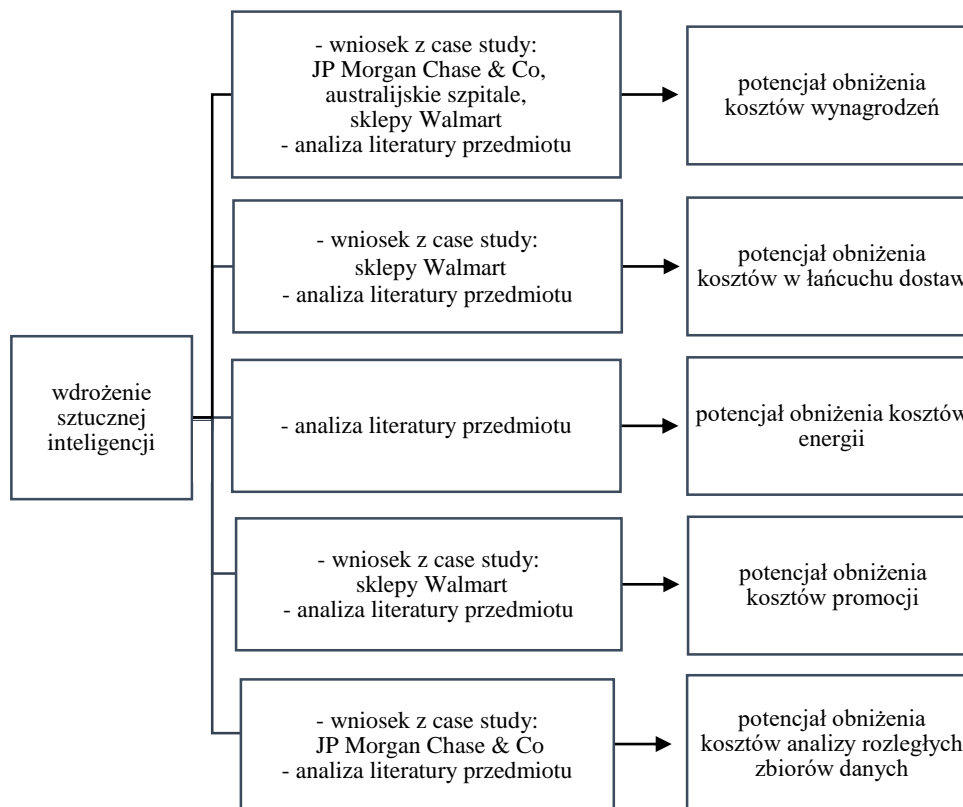 - wniosek z case study:
JP Morgan Chase & Co,
australijskie szpitale,
sklepy Walmart
- analiza literatury przedmiotu
potencjał obniżenia
kosztów wynagrodzeń
- wniosek z case study:
sklepy Walmart
- analiza literatury przedmiotu
potencjał obniżenia
kosztów w łańcuchu dostaw
wdrożenie
sztucznej
inteligencji
- analiza literatury przedmiotu
potencjał obniżenia kosztów
energii
- wniosek z case study:
sklepy Walmart
- analiza literatury przedmiotu
potencjał obniżenia
kosztów promocji
- wniosek z case study:
JP Morgan Chase & Co
- analiza literatury przedmiotu
potencjał obniżenia
kosztów analizy rozległych
zbiorów danych